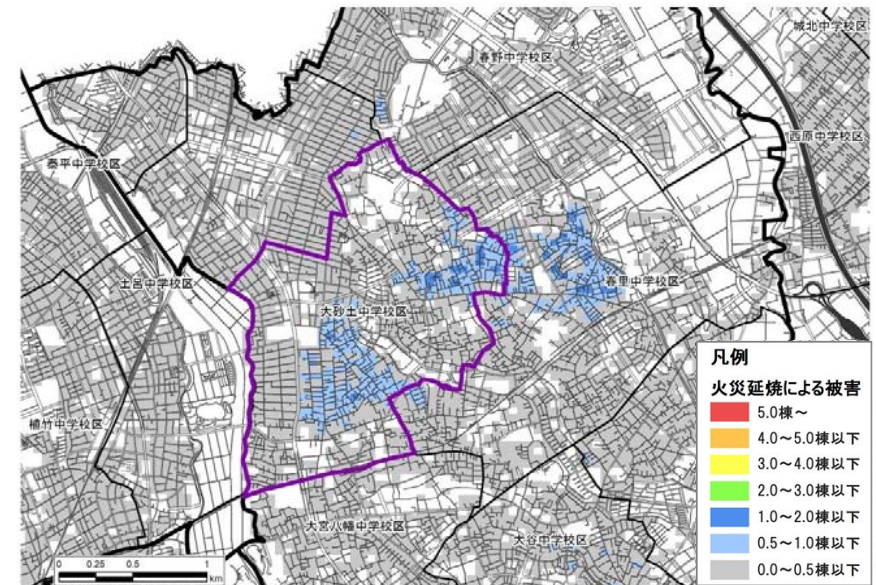 城北中学校区
春野中学校区
西原中学校区
泰平中学校区
土呂中学校区
春里中学校区
大砂土中学校区
植竹中学校区
大宮八幡中学校区
大谷中学校区
凡例
火災延焼による被害
5.0棟～
4.0～5.0棟以下
3.0～4.0棟以下
2.0～3.0棟以下
1.0～2.0棟以下
0.5～1.0棟以下
0.0～0.5棟以下
0 0.25 0.5 1
km